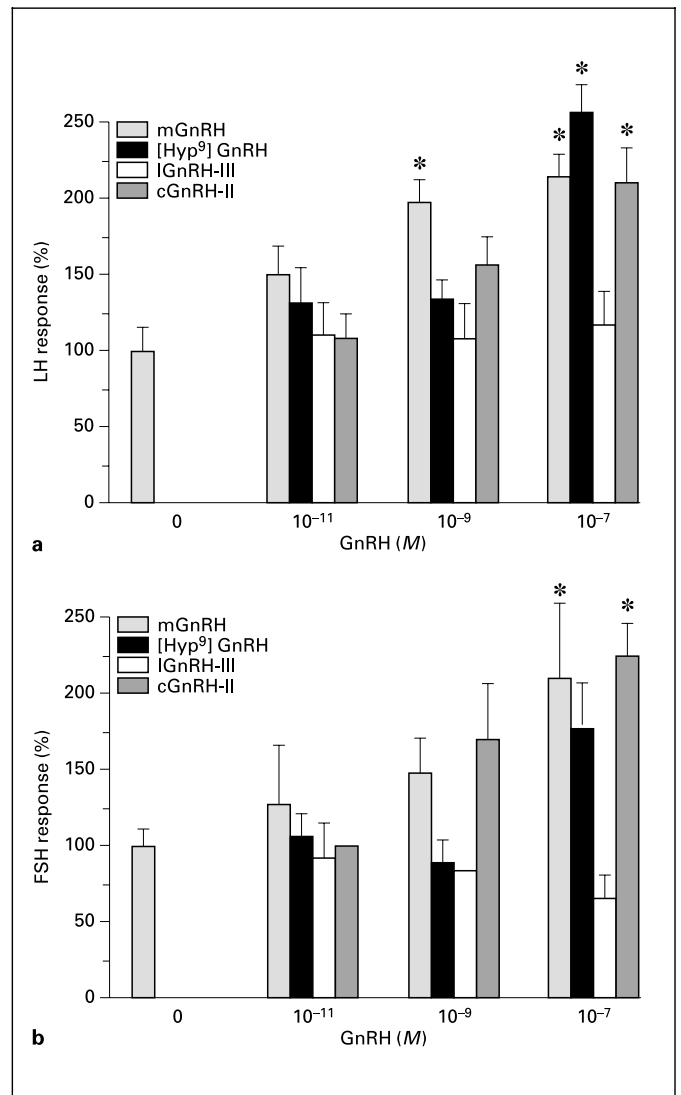 * * * *
250
200
150
100
50
0
LH response (%)
mGnRH
[Hyp⁹] GnRH
lGnRH-III
cGnRH-II
0 10⁻¹¹ 10⁻⁹ 10⁻⁷
GnRH (M)
a
* *
250
200
150
100
50
0
FSH response (%)
mGnRH
[Hyp⁹] GnRH
lGnRH-III
cGnRH-II
0 10⁻¹¹ 10⁻⁹ 10⁻⁷
GnRH (M)
b